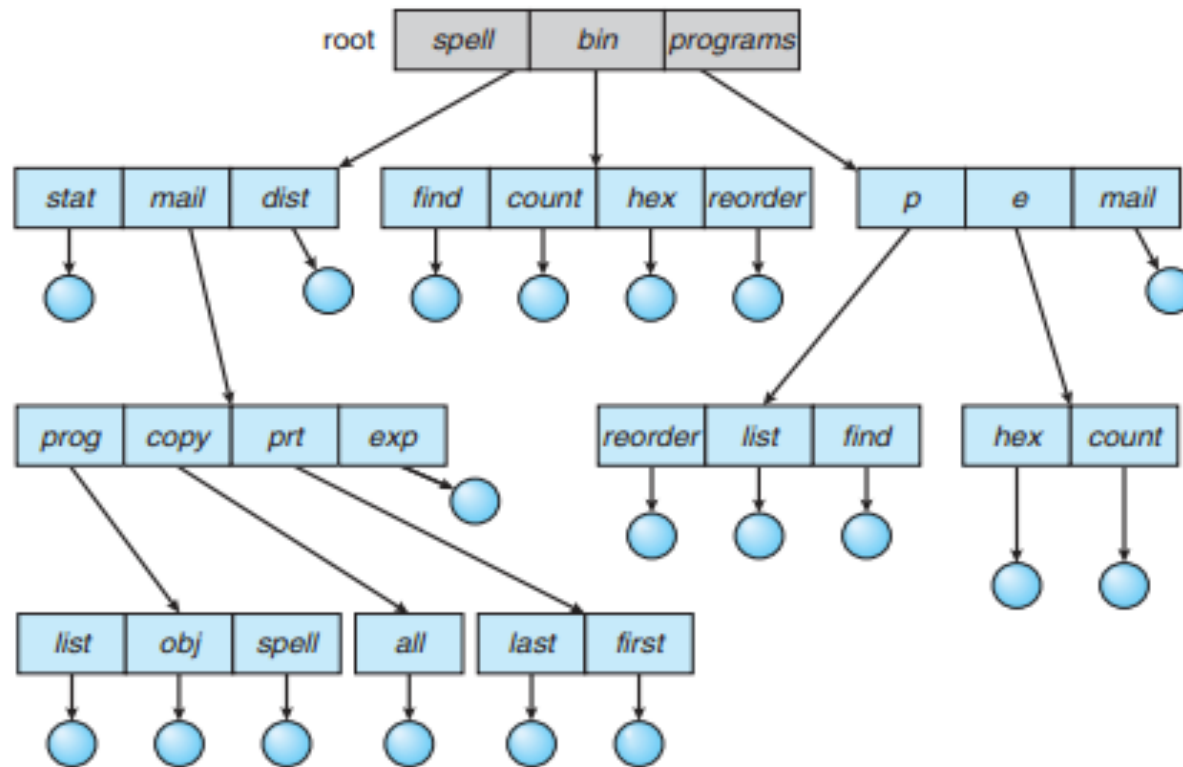 root spell bin programs
stat mail dist find count hex reorder p e mail
prog copy prt exp reorder list find hex count
list obj spell all last first